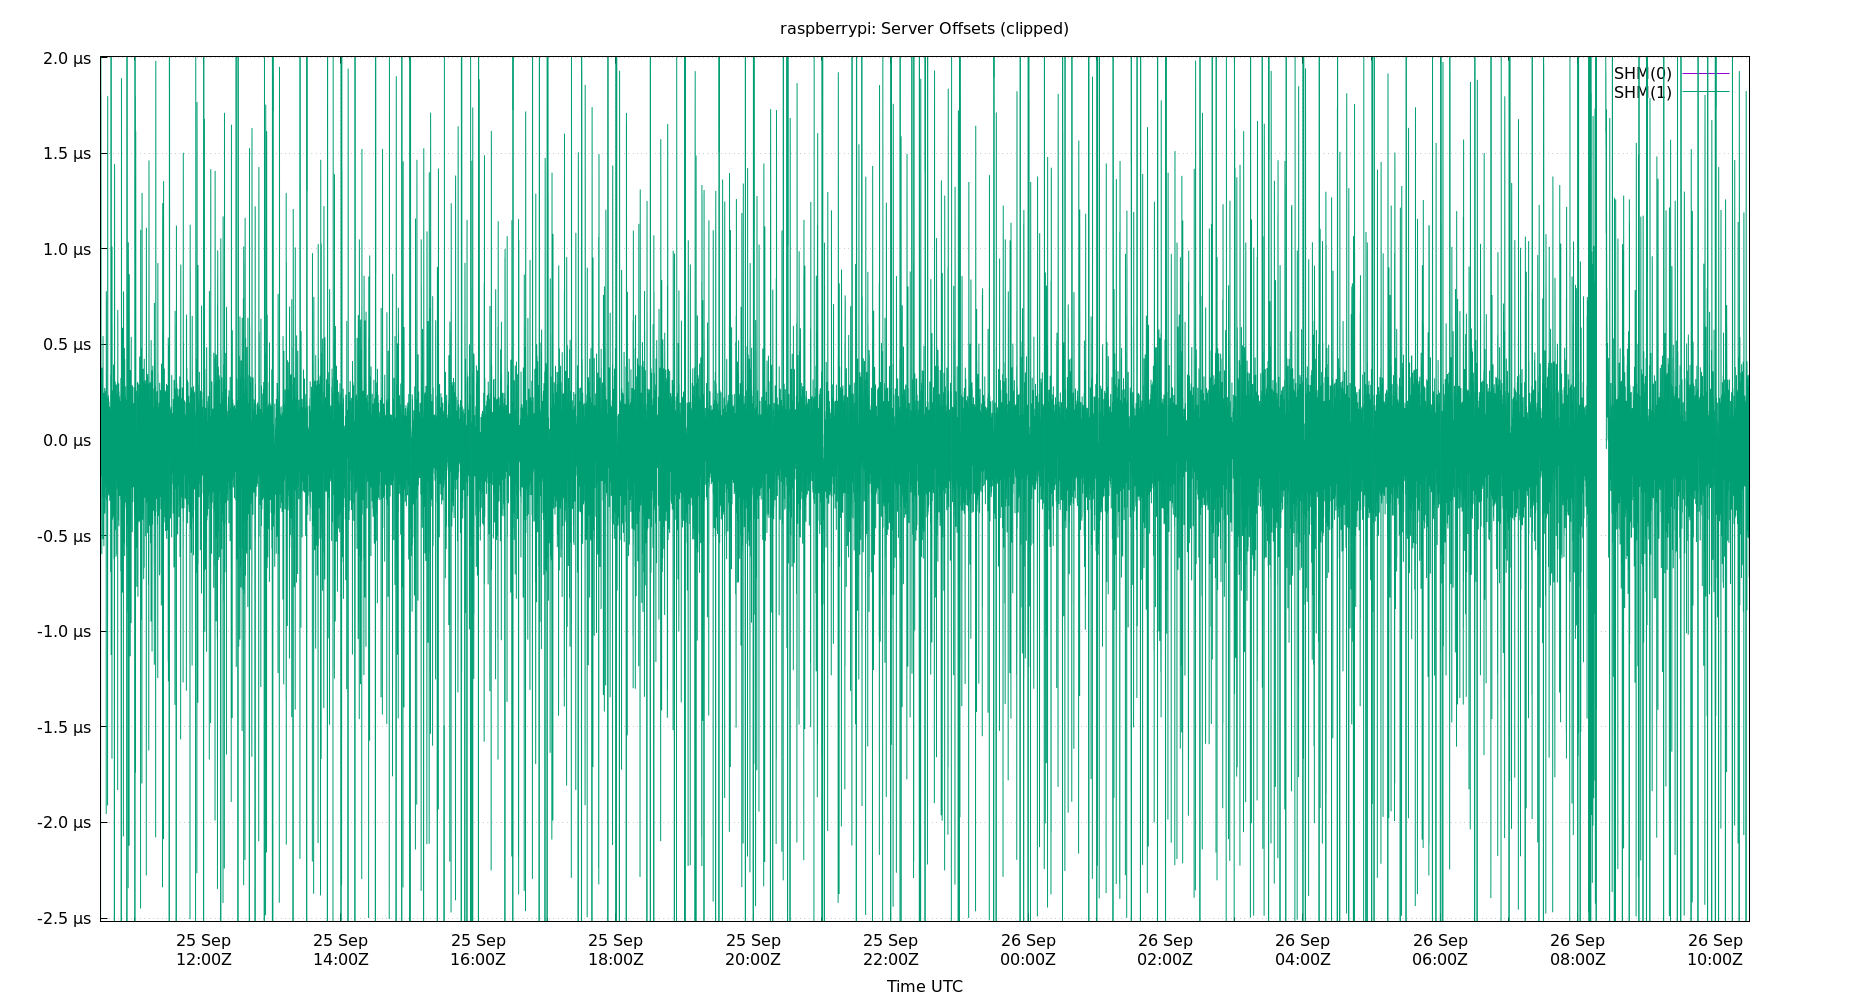 raspberrypi: Server Offsets (clipped)
2.0 µs
1.5 µs
1.0 µs
0.5 µs
0.0 µs
-0.5 µs
-1.0 µs
-1.5 µs
-2.0 µs
-2.5 µs
SHM(0)
SHM(1)
25 Sep 25 Sep 25 Sep 25 Sep 25 Sep 25 Sep 26 Sep 26 Sep 26 Sep 26 Sep 26 Sep 26 Sep
12:00Z 14:00Z 16:00Z 18:00Z 20:00Z 22:00Z 00:00Z 02:00Z 04:00Z 06:00Z 08:00Z 10:00Z
Time UTC